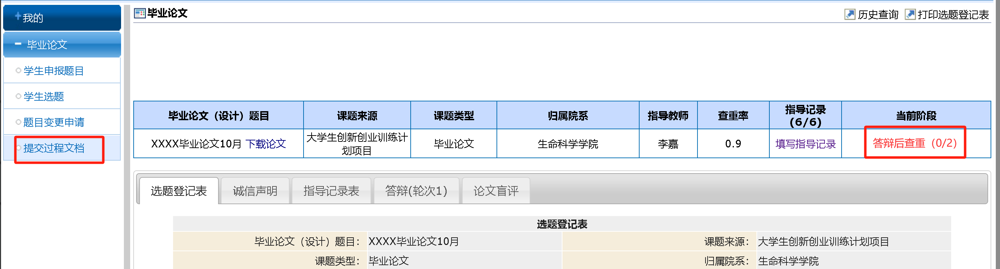 我的
毕业论文
学生申报题目
学生选题
题目变更申请
提交过程文档
毕业论文
历史查询 打印选题登记表
毕业论文（设计）题目 课题来源 课题类型 归属院系 指导教师 查重率 指导记录 (6/6) 当前阶段
XXXX毕业论文10月 下载论文 大学生创新创业训练计划项目 毕业论文 生命科学学院 李嘉 0.9 填写指导记录 答辩后查重（0/2）
选题登记表 诚信声明 指导记录表 答辩(轮次1) 论文盲评
选题登记表
毕业论文（设计）题目： XXXX毕业论文10月 课题来源： 大学生创新创业训练计划项目
课题类型： 毕业论文 归属院系： 生命科学学院